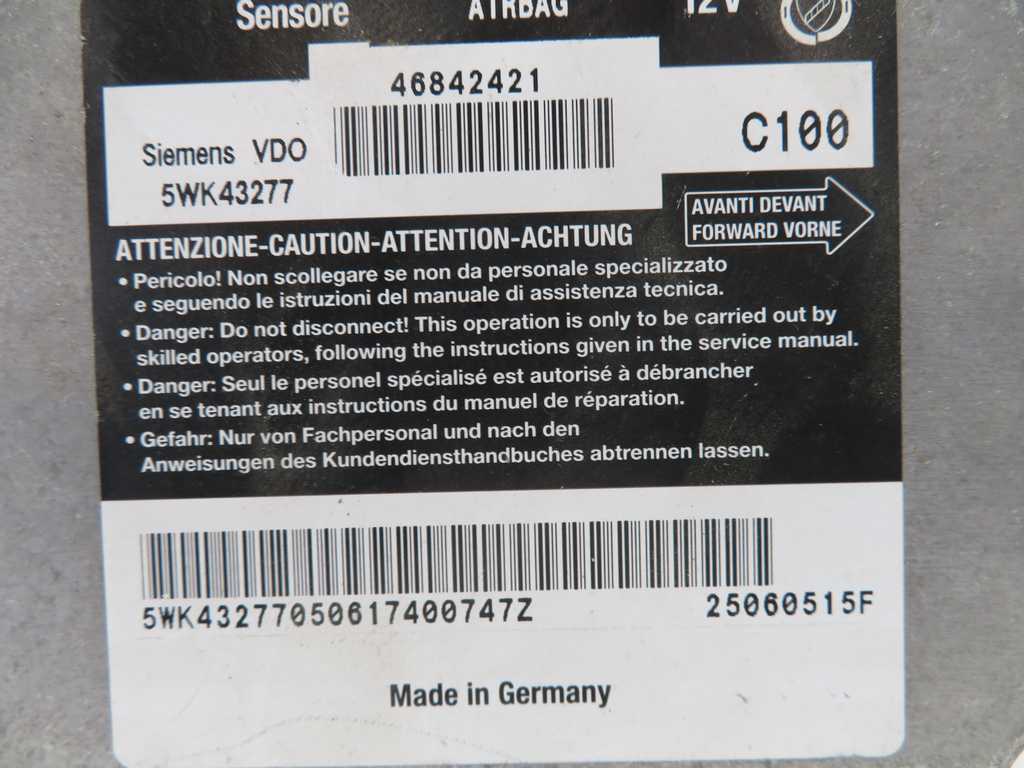 Sensore AIRBAG 12V
46842421
Siemens VDO
5WK43277
C100
AVANTI DEVANT
FORWARD VORNE
ATTENZIONE-CAUTION-ATTENTION-ACHTUNG
• Pericolo! Non scollegare se non da personale specializzato
e seguendo le istruzioni del manuale di assistenza tecnica.
• Danger: Do not disconnect! This operation is only to be carried out by
skilled operators, following the instructions given in the service manual.
• Danger: Seul le personel spécialisé est autorisé à débrancher
en se tenant aux instructions du manuel de réparation.
• Gefahr: Nur von Fachpersonal und nach den
Anweisungen des Kundendiensthandbuches abtrennen lassen.
5WK43277050617400747Z 25060515F
Made in Germany